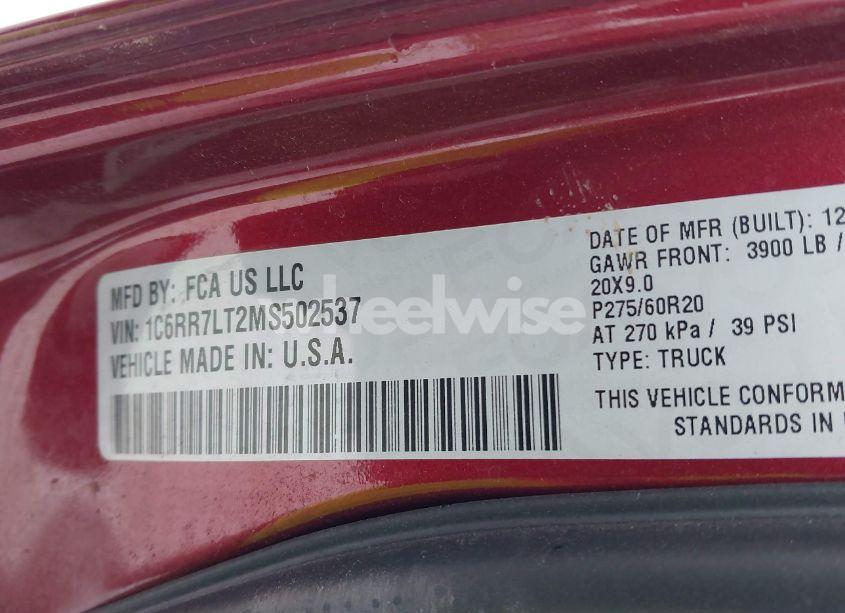 MFD BY: FCA US LLC
VIN: 1C6RR7LT2MS502537
VEHICLE MADE IN: U.S.A.
DATE OF MFR (BUILT): 12
GAWR FRONT: 3900 LB /
20X9.0
P275/60R20
AT 270 kPa / 39 PSI
TYPE: TRUCK
THIS VEHICLE CONFORM
STANDARDS IN
wheelwise